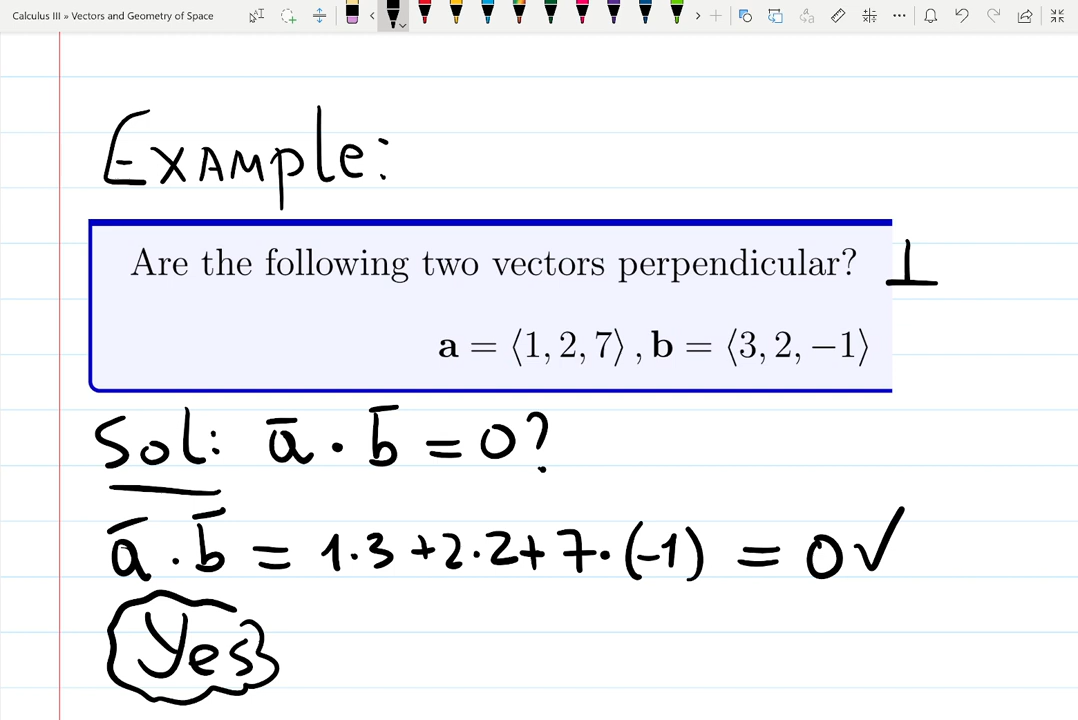 Calculus III » Vectors and Geometry of Space
Example:
Are the following two vectors perpendicular? ⊥
a = ⟨1, 2, 7⟩ , b = ⟨3, 2, −1⟩
Sol: a̅ · b̅ = 0?
a̅ · b̅ = 1·3 + 2·2 + 7·(−1) = 0 ✓
Yes